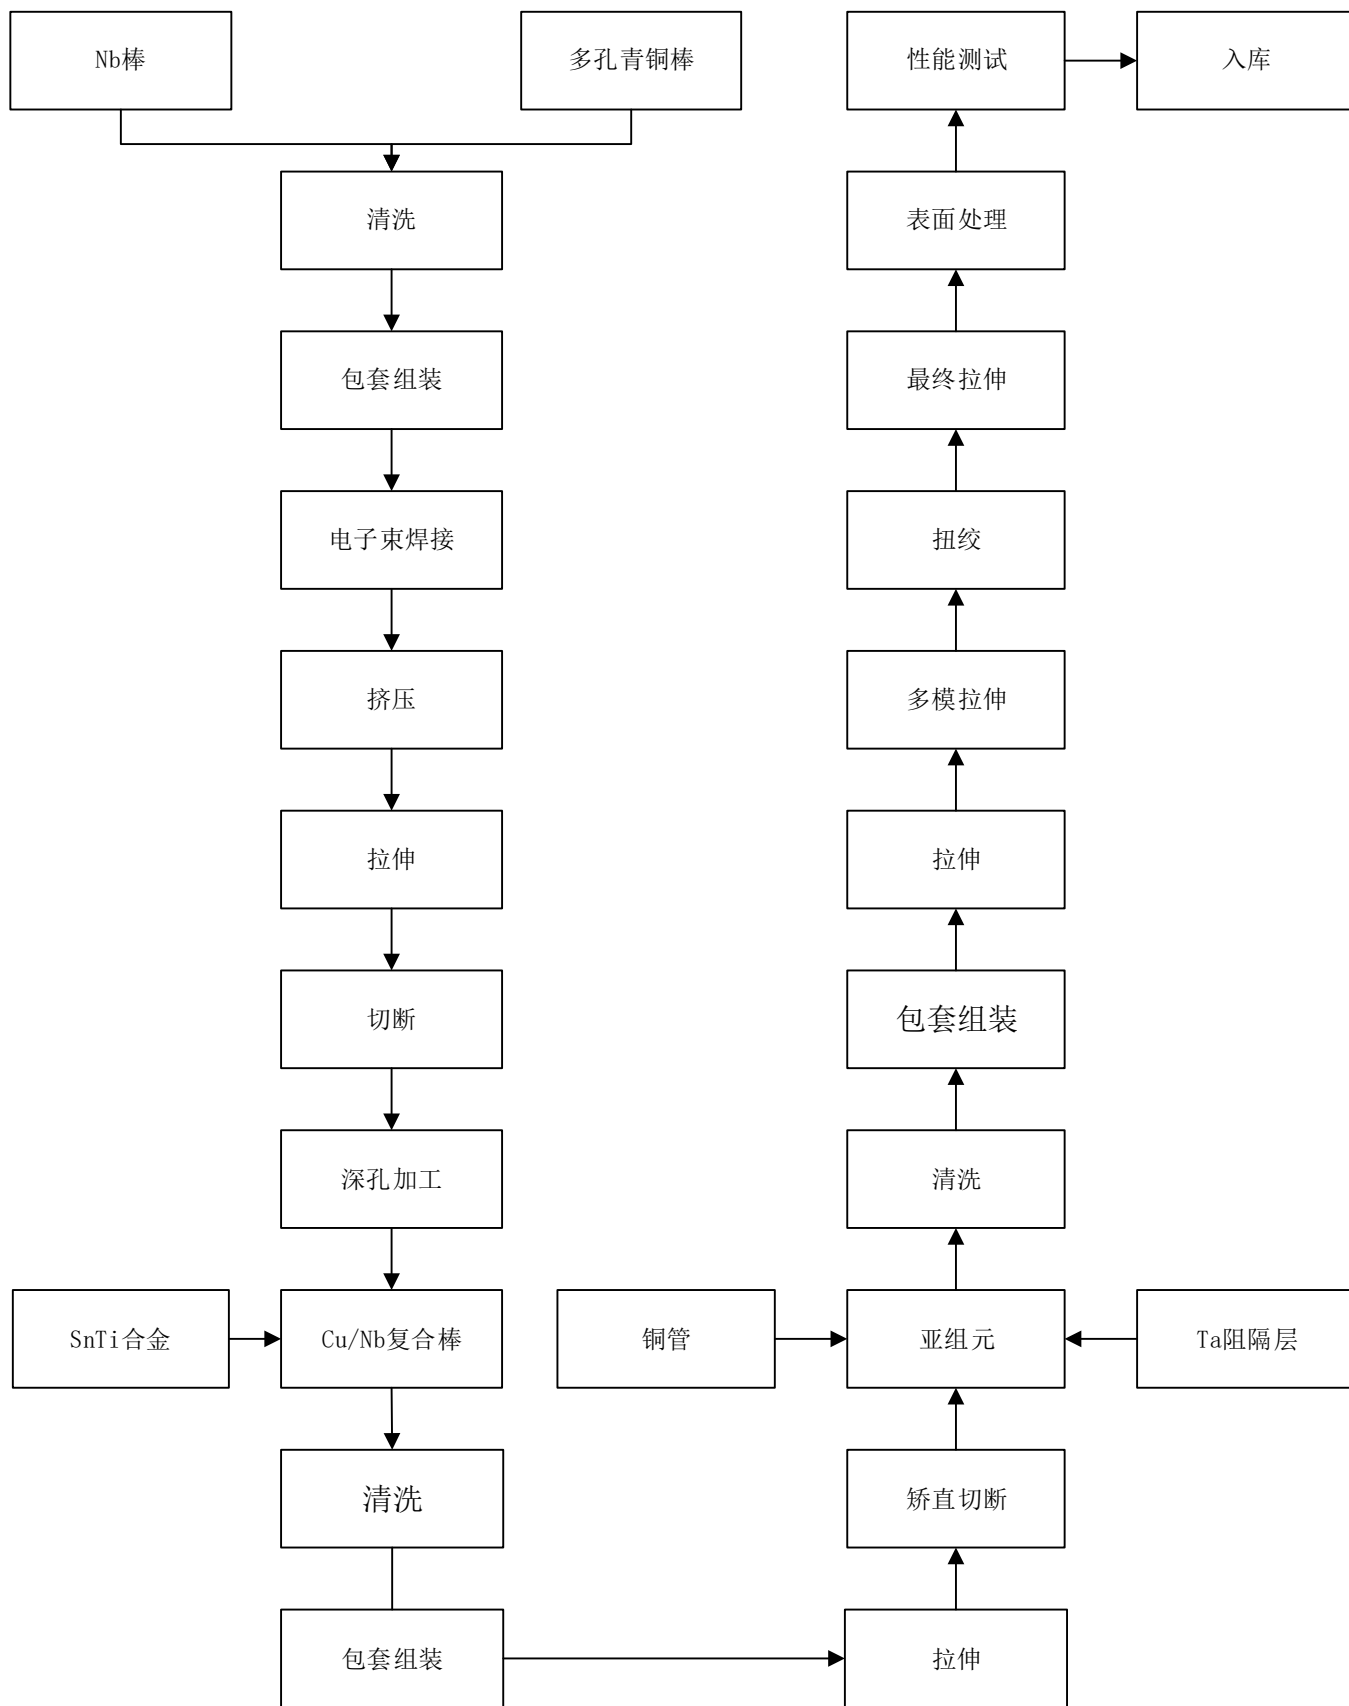 Nb棒
多孔青铜棒
性能测试
入库
清洗
表面处理
包套组装
最终拉伸
电子束焊接
扭绞
挤压
多模拉伸
拉伸
拉伸
切断
包套组装
深孔加工
清洗
SnTi合金
Cu/Nb复合棒
铜管
亚组元
Ta阻隔层
清洗
矫直切断
包套组装
拉伸